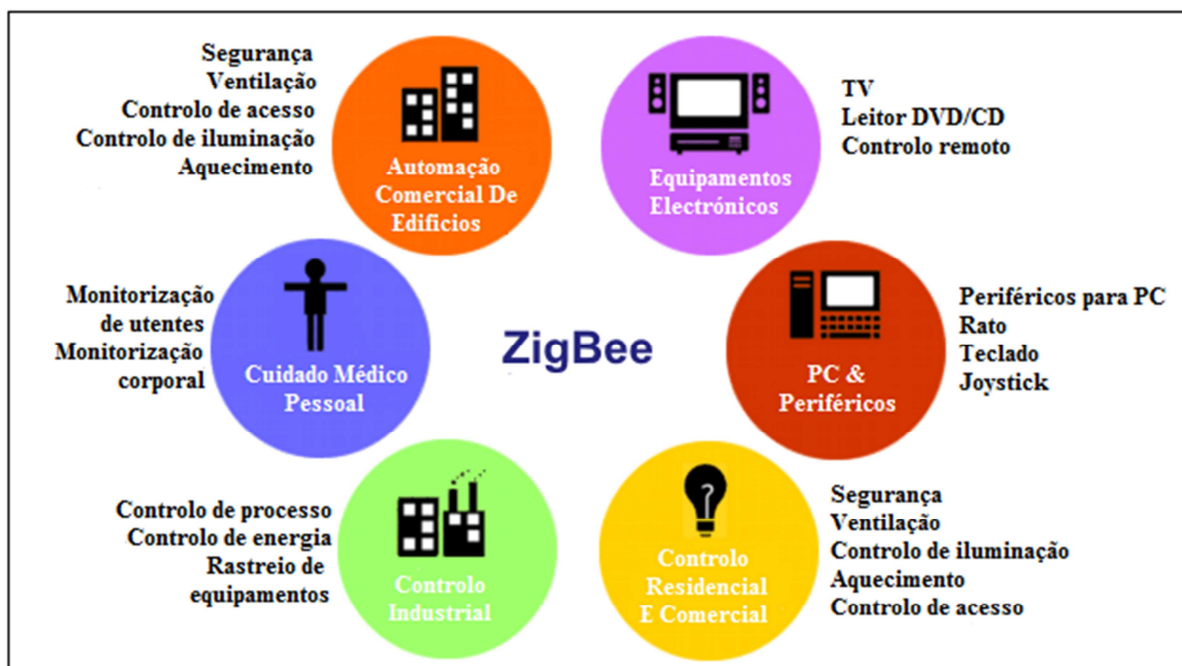 Segurança
Ventilação
Controlo de acesso
Controlo de iluminação
Aquecimento
Automação
Comercial De
Edificios
Equipamentos
Electrónicos
TV
Leitor DVD/CD
Controlo remoto
Monitorização
de utentes
Monitorização
corporal
Cuidado Médico
Pessoal
ZigBee
PC &
Periféricos
Periféricos para PC
Rato
Teclado
Joystick
Controlo de processo
Controlo de energia
Rastreio de
equipamentos
Controlo
Industrial
?
Controlo
Residencial
E Comercial
Segurança
Ventilação
Controlo de iluminação
Aquecimento
Controlo de acesso